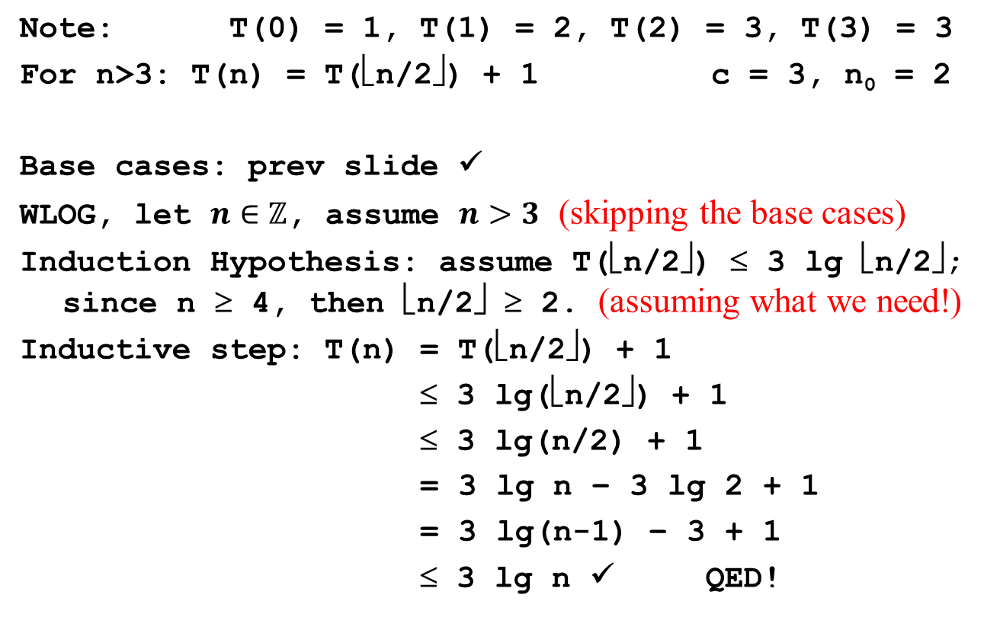 Note: T(0) = 1, T(1) = 2, T(2) = 3, T(3) = 3
For n>3: T(n) = T(⌊n/2⌋) + 1 c = 3, n₀ = 2
Base cases: prev slide ✓
WLOG, let n ∈ ℤ, assume n > 3 (skipping the base cases)
Induction Hypothesis: assume T(⌊n/2⌋) ≤ 3 lg ⌊n/2⌋;
since n ≥ 4, then ⌊n/2⌋ ≥ 2. (assuming what we need!)
Inductive step: T(n) = T(⌊n/2⌋) + 1
≤ 3 lg(⌊n/2⌋) + 1
≤ 3 lg(n/2) + 1
= 3 lg n – 3 lg 2 + 1
= 3 lg(n-1) – 3 + 1
≤ 3 lg n ✓ QED!